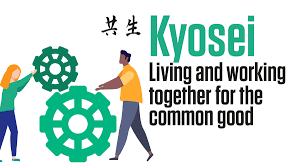 共生 Kyosei
Living and working
together for the
common good